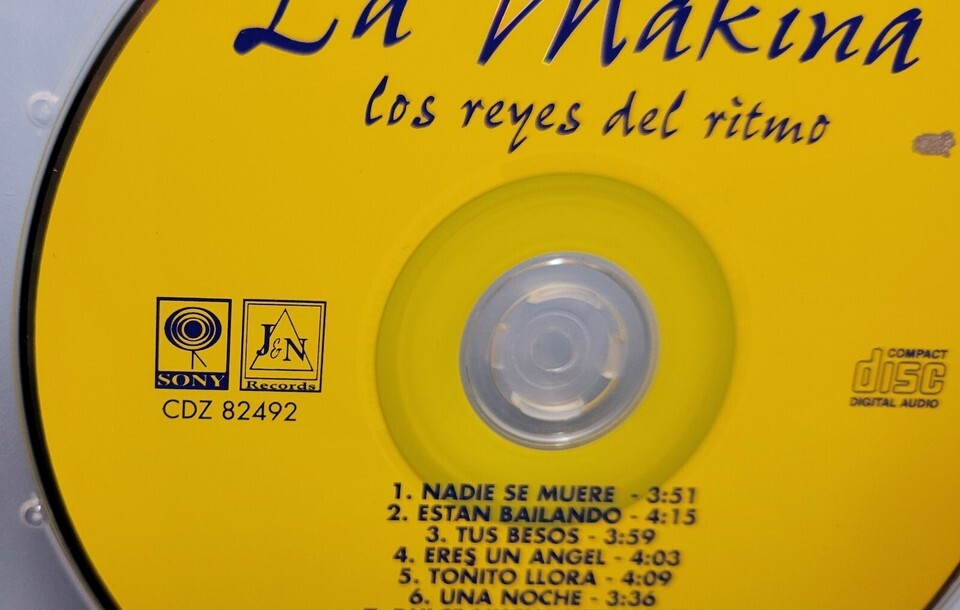 La Makina
los reyes del ritmo
SONY
J&N
Records
CDZ 82492
COMPACT
disc
DIGITAL AUDIO
1. NADIE SE MUERE - 3:51
2. ESTAN BAILANDO - 4:15
3. TUS BESOS - 3:59
4. ERES UN ANGEL - 4:03
5. TOÑITO LLORA - 4:09
6. UNA NOCHE - 3:36